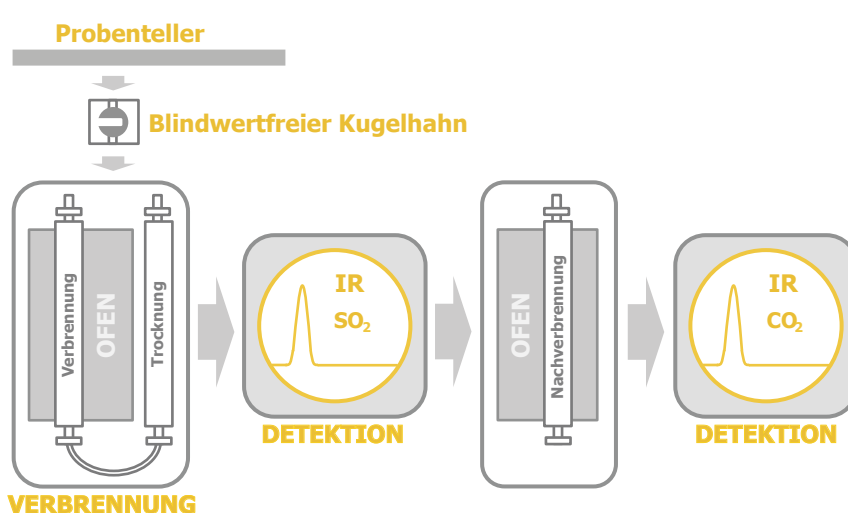 Probenteller
Blindwertfreier Kugelhahn
Verbrennung
OFEN
Trocknung
VERBRENNUNG
IR
SO₂
DETEKTION
OFEN
Nachverbrennung
IR
CO₂
DETEKTION